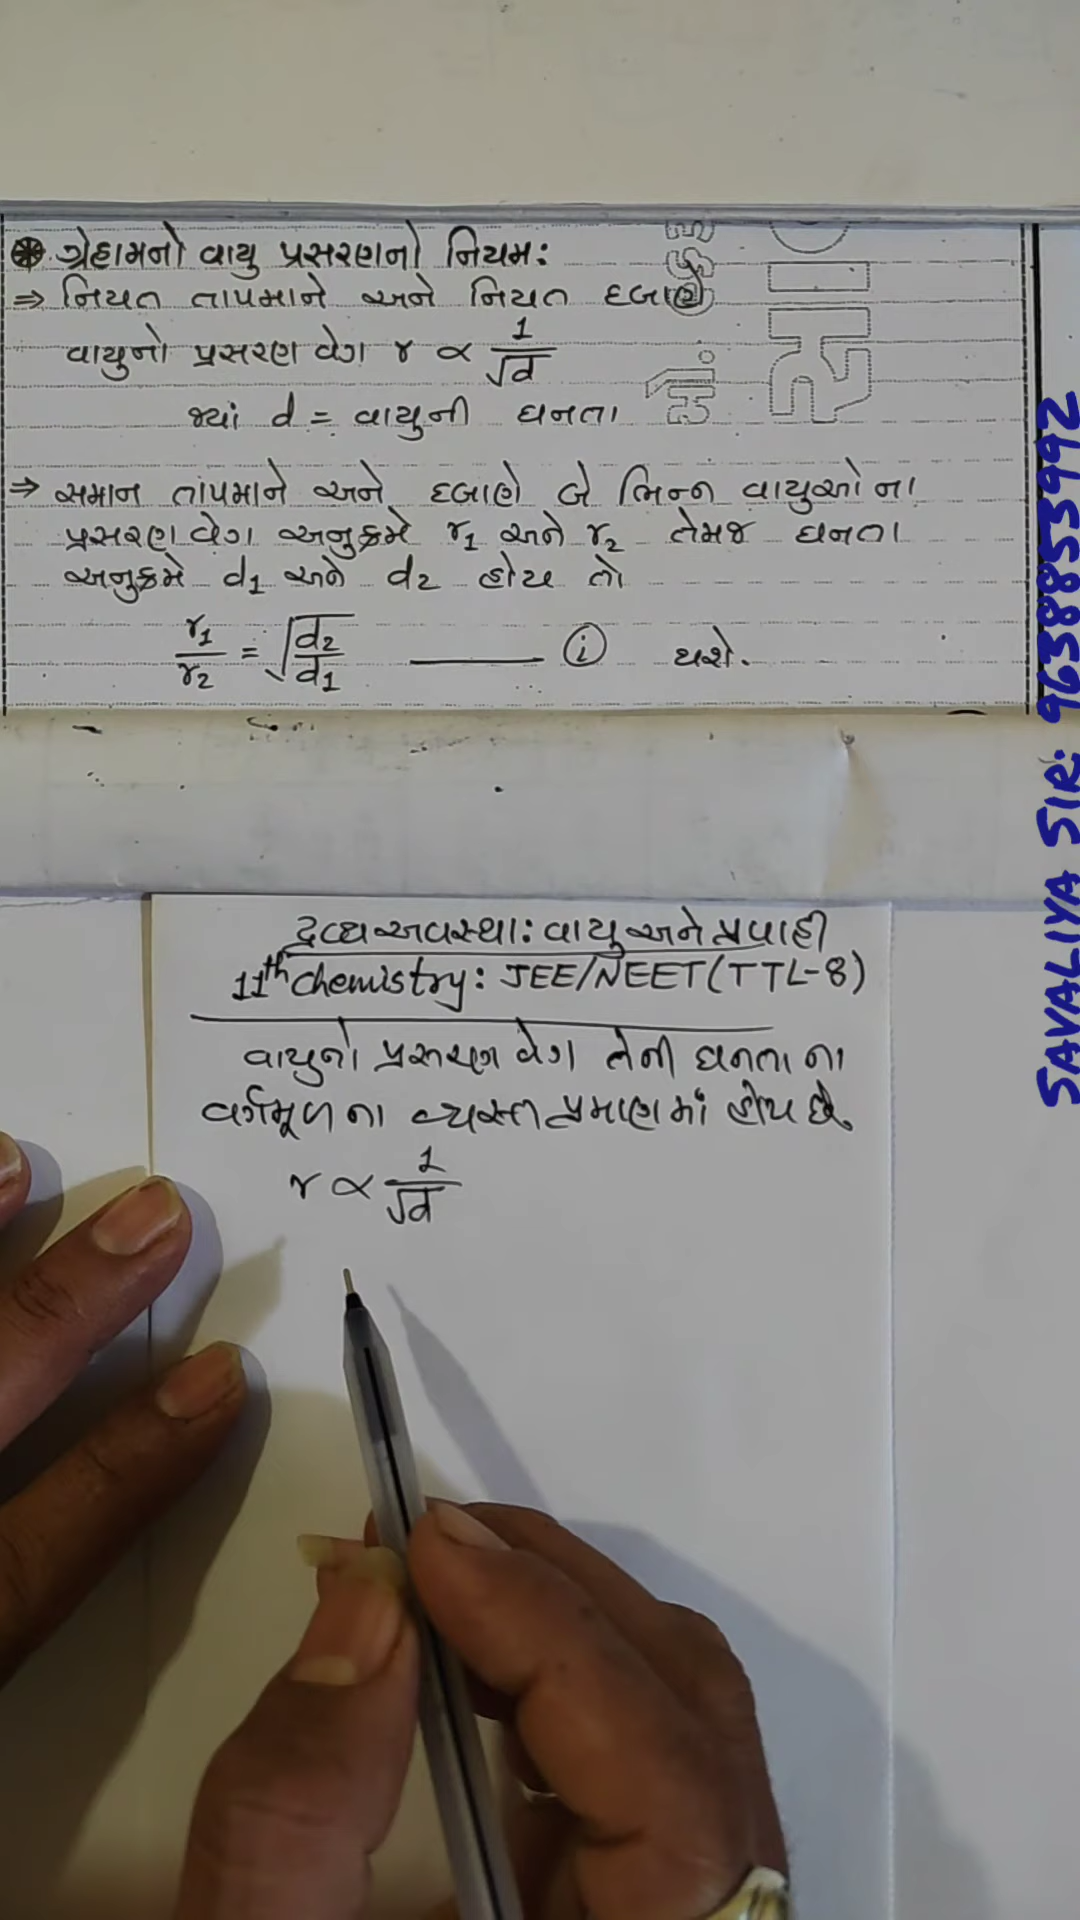 ગ્રેહામનો વાયુ પ્રસરણનો નિયમ:
⇒ નિયત તાપમાને અને નિયત દબાણે
વાયુનો પ્રસરણ વેગ r ∝ 1/√d
જ્યાં d = વાયુની ઘનતા
⇒ સમાન તાપમાને અને દબાણે બે ભિન્ન વાયુઓના
પ્રસરણ વેગ અનુક્રમે r₁ અને r₂ તેમજ ઘનતા
અનુક્રમે d₁ અને d₂ હોય તો
r₁/r₂ = √(d₂/d₁) ——— (i) થશે.
દ્રવ્ય અવસ્થા: વાયુ અને પ્રવાહી
11th chemistry: JEE/NEET (TTL-8)
વાયુનો પ્રસરણ વેગ તેની ઘનતા ના
વર્ગમૂળ ના વ્યસ્ત પ્રમાણમાં હોય છે.
r ∝ 1/√d
SAVALIYA SIR: 9638853992